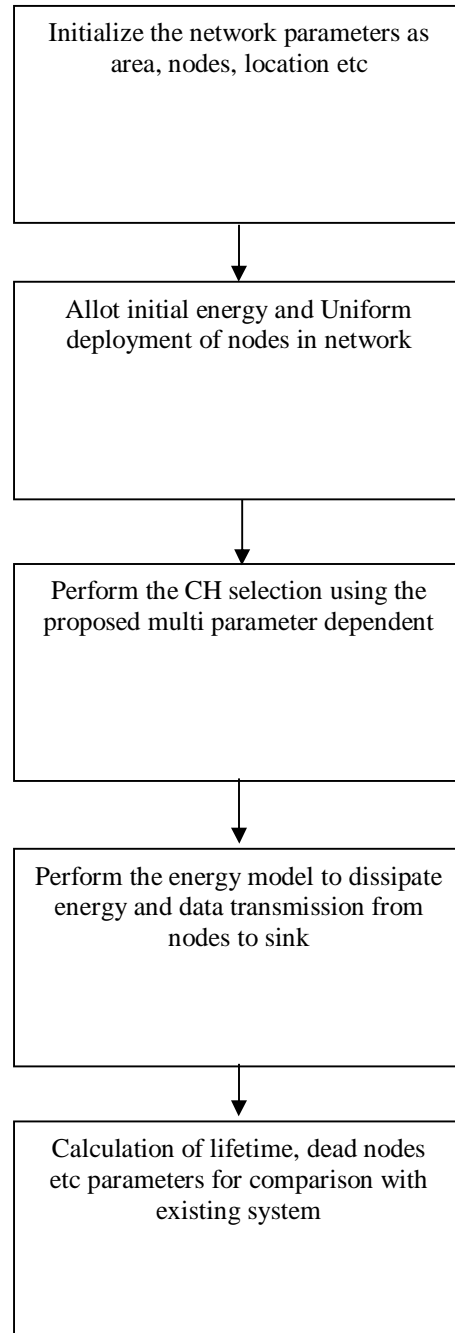 Initialize the network parameters as
area, nodes, location etc
Allot initial energy and Uniform
deployment of nodes in network
Perform the CH selection using the
proposed multi parameter dependent
Perform the energy model to dissipate
energy and data transmission from
nodes to sink
Calculation of lifetime, dead nodes
etc parameters for comparison with
existing system